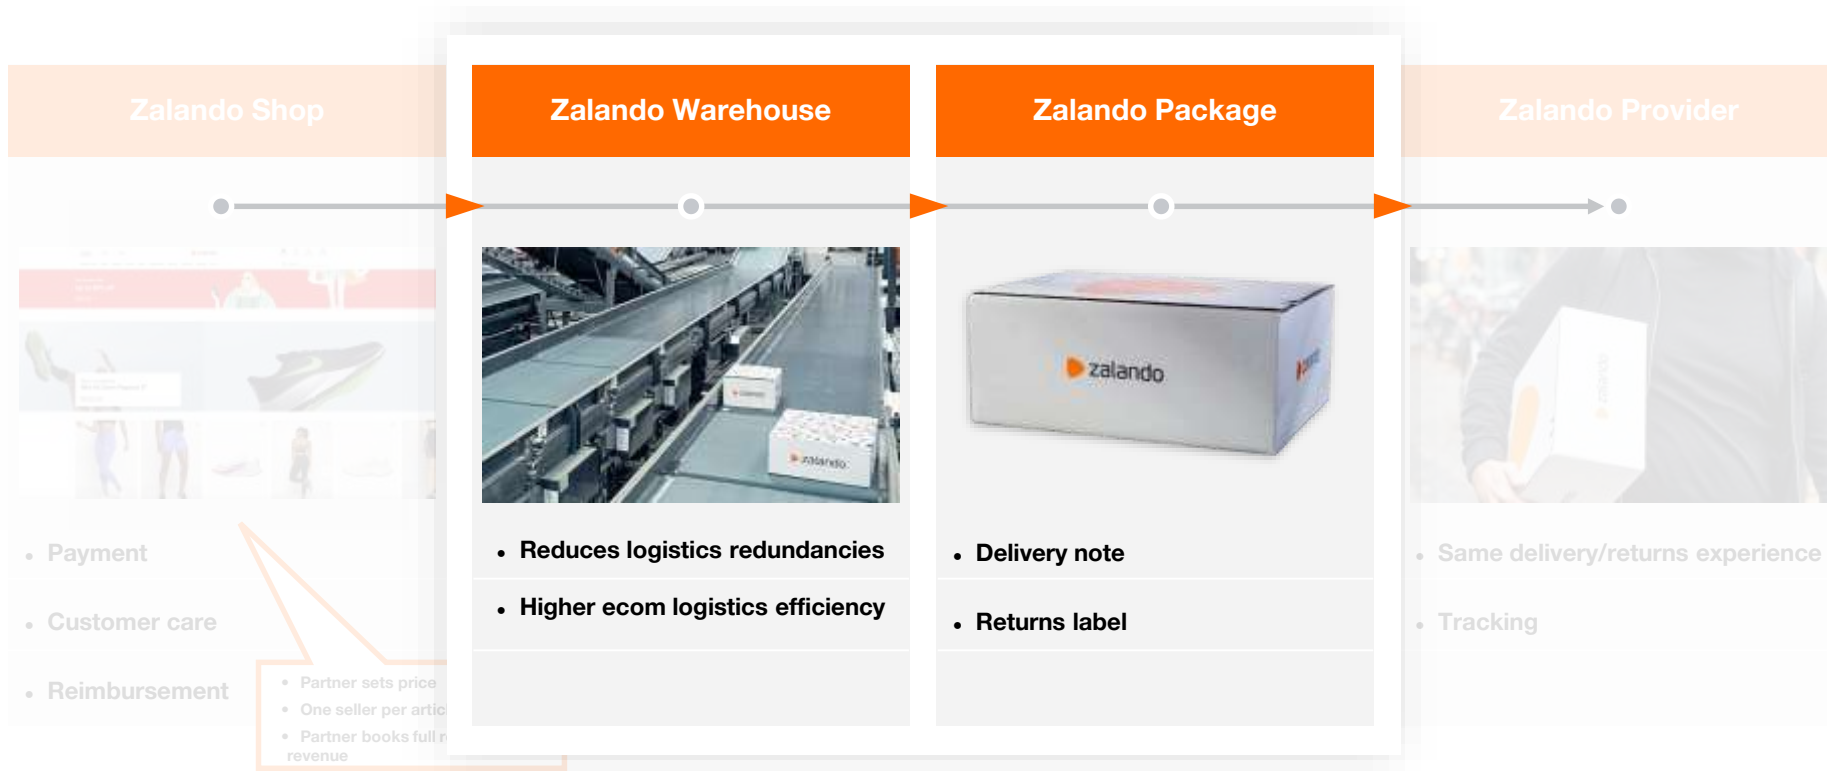 Zalando Shop
Zalando Warehouse
Zalando Package
Zalando Provider
zalando
zalando
zalando
• Payment
• Customer care
• Reimbursement
• Partner sets price
• One seller per
• Partner books full
revenue
• Reduces logistics redundancies
• Higher ecom logistics efficiency
• Delivery note
• Returns label
• Same delivery/returns experience
• Tracking